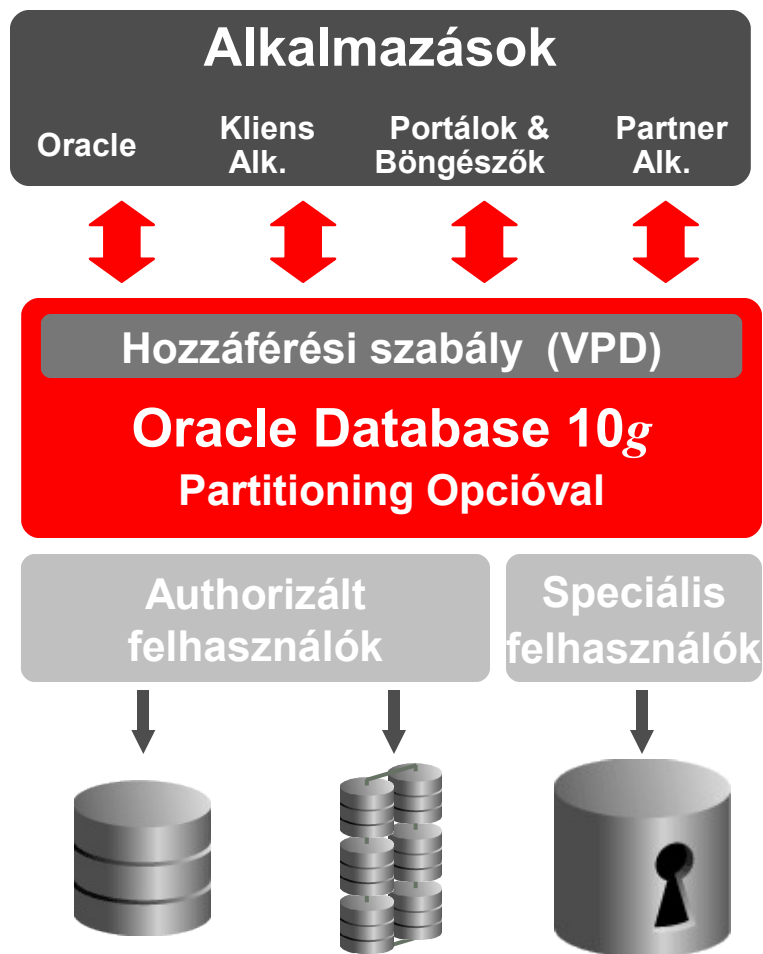 Alkalmazások
Oracle
Kliens
Alk.
Portálok &
Böngészők
Partner
Alk.
Hozzáférési szabály (VPD)
Oracle Database 10g
Partitioning Opcióval
Authorizált
felhasználók
Speciális
felhasználók